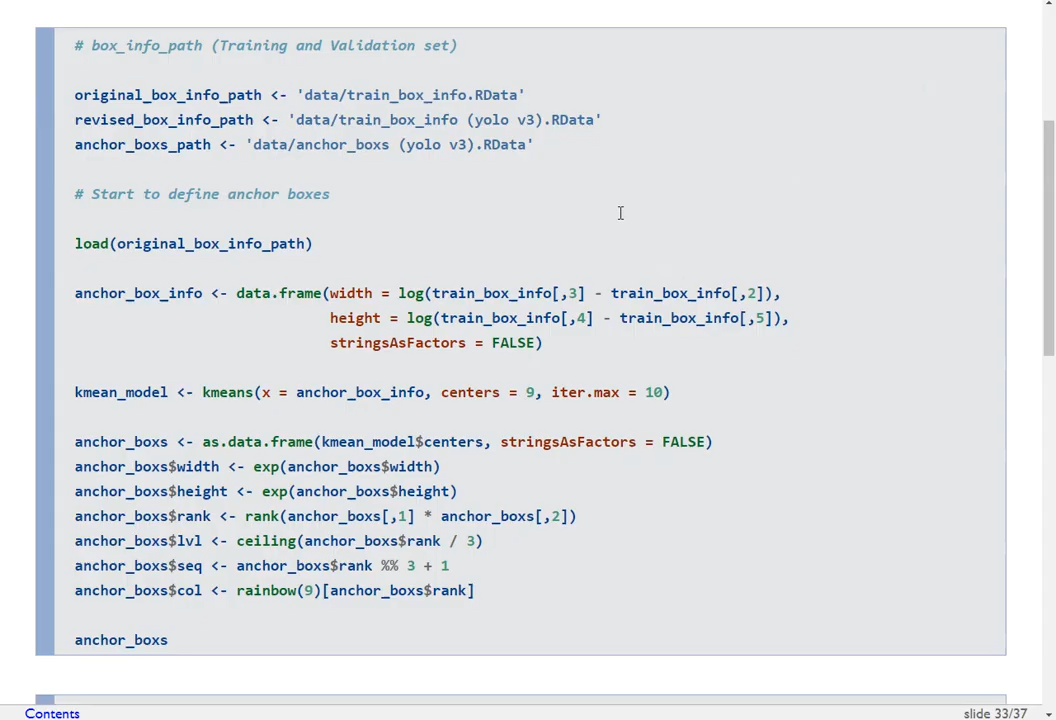 # box_info_path (Training and Validation set)
original_box_info_path <- 'data/train_box_info.RData'
revised_box_info_path <- 'data/train_box_info (yolo v3).RData'
anchor_boxs_path <- 'data/anchor_boxs (yolo v3).RData'
# Start to define anchor boxes
load(original_box_info_path)
anchor_box_info <- data.frame(width = log(train_box_info[,3] - train_box_info[,2]),
height = log(train_box_info[,4] - train_box_info[,5]),
stringsAsFactors = FALSE)
kmean_model <- kmeans(x = anchor_box_info, centers = 9, iter.max = 10)
anchor_boxs <- as.data.frame(kmean_model$centers, stringsAsFactors = FALSE)
anchor_boxs$width <- exp(anchor_boxs$width)
anchor_boxs$height <- exp(anchor_boxs$height)
anchor_boxs$rank <- rank(anchor_boxs[,1] * anchor_boxs[,2])
anchor_boxs$lvl <- ceiling(anchor_boxs$rank / 3)
anchor_boxs$seq <- anchor_boxs$rank %% 3 + 1
anchor_boxs$col <- rainbow(9)[anchor_boxs$rank]
anchor_boxs
Contents
slide 33/37